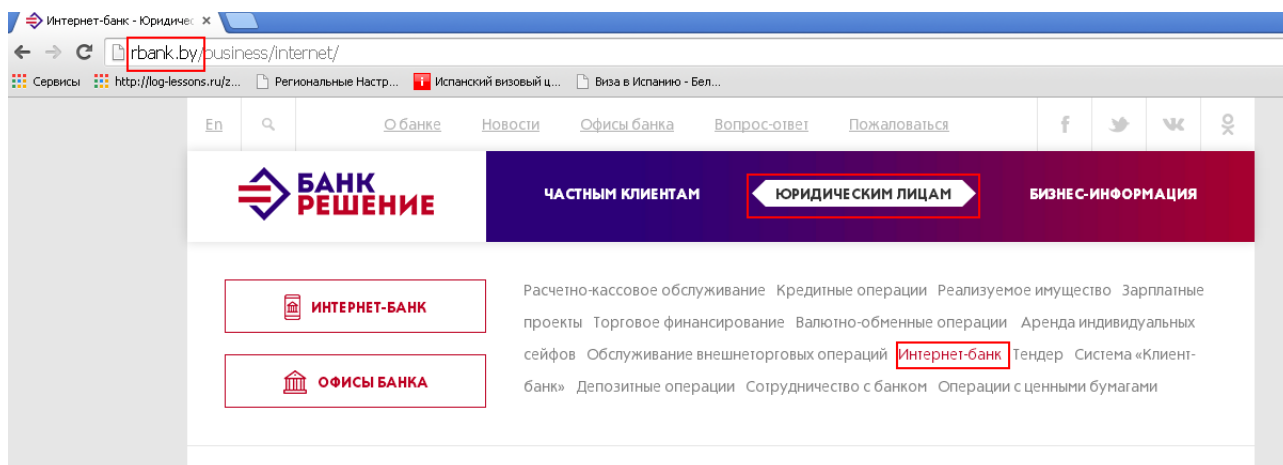 Интернет-банк - Юридичес
rbank.by/business/internet/
Сервисы http://log-lessons.ru/z... Региональные Настр... Испанский визовый ц... Виза в Испанию - Бел...
En О банке Новости Офисы банка Вопрос-ответ Пожаловаться
БАНК
РЕШЕНИЕ
ЧАСТНЫМ КЛИЕНТАМ ЮРИДИЧЕСКИМ ЛИЦАМ БИЗНЕС-ИНФОРМАЦИЯ
ИНТЕРНЕТ-БАНК
ОФИСЫ БАНКА
Расчетно-кассовое обслуживание Кредитные операции Реализуемое имущество Зарплатные
проекты Торговое финансирование Валютно-обменные операции Аренда индивидуальных
сейфов Обслуживание внешнеторговых операций Интернет-банк Тендер Система «Клиент-
банк» Депозитные операции Сотрудничество с банком Операции с ценными бумагами